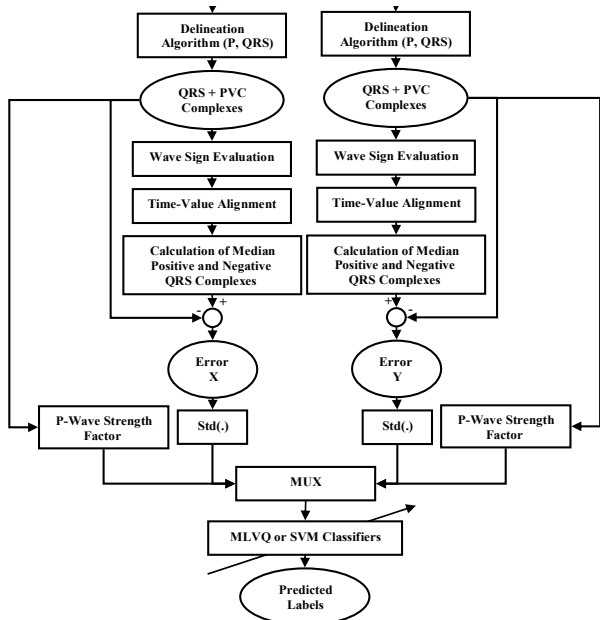 Delineation
Algorithm (P, QRS)
Delineation
Algorithm (P, QRS)
QRS + PVC
Complexes
QRS + PVC
Complexes
Wave Sign Evaluation
Wave Sign Evaluation
Time-Value Alignment
Time-Value Alignment
Calculation of Median
Positive and Negative
QRS Complexes
Calculation of Median
Positive and Negative
QRS Complexes
+
-
+
-
Error
X
Error
Y
P-Wave Strength
Factor
Std(.)
Std(.)
P-Wave Strength
Factor
MUX
MLVQ or SVM Classifiers
Predicted
Labels